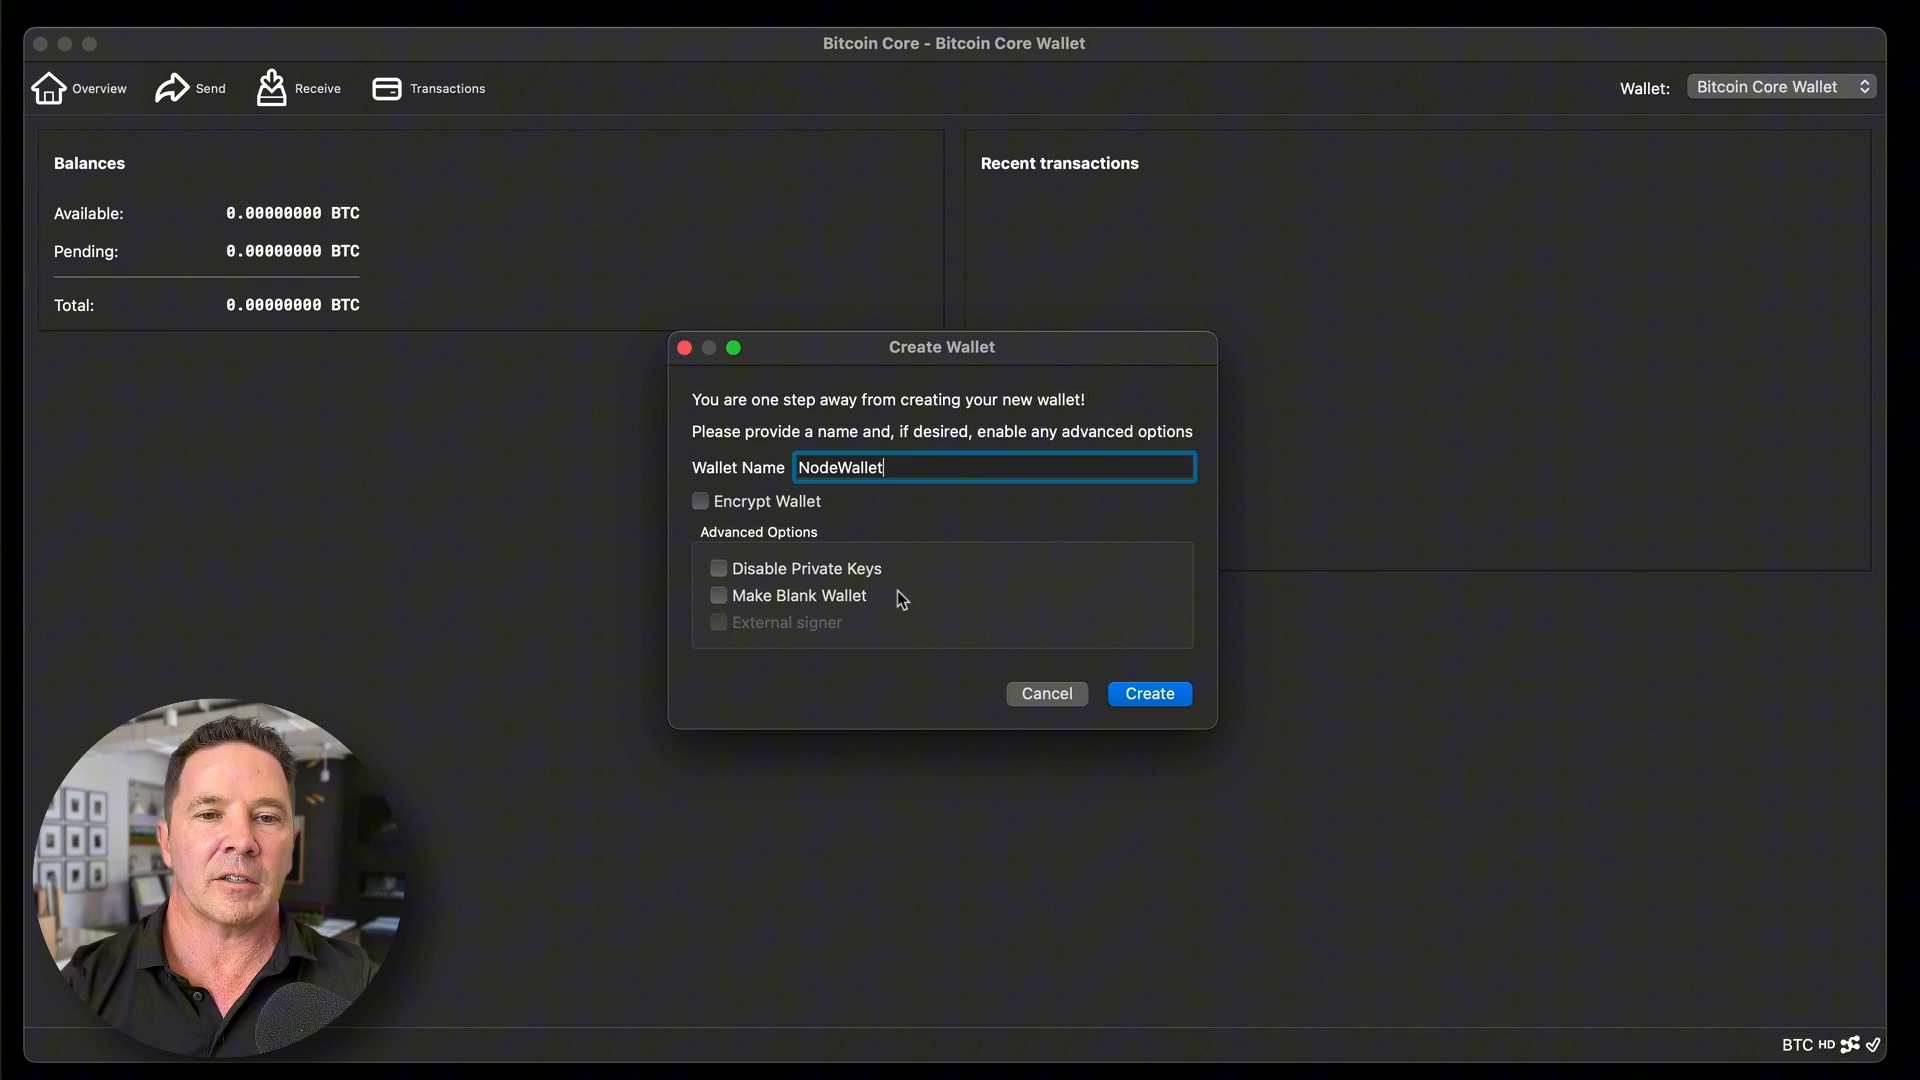 Bitcoin Core - Bitcoin Core Wallet
Overview
Send
Receive
Transactions
Wallet:
Bitcoin Core Wallet
Balances
Available: 0.00000000 BTC
Pending: 0.00000000 BTC
Total: 0.00000000 BTC
Recent transactions
Create Wallet
You are one step away from creating your new wallet!
Please provide a name and, if desired, enable any advanced options
Wallet Name NodeWallet
Encrypt Wallet
Advanced Options
Disable Private Keys
Make Blank Wallet
External signer
Cancel
Create
BTC HD